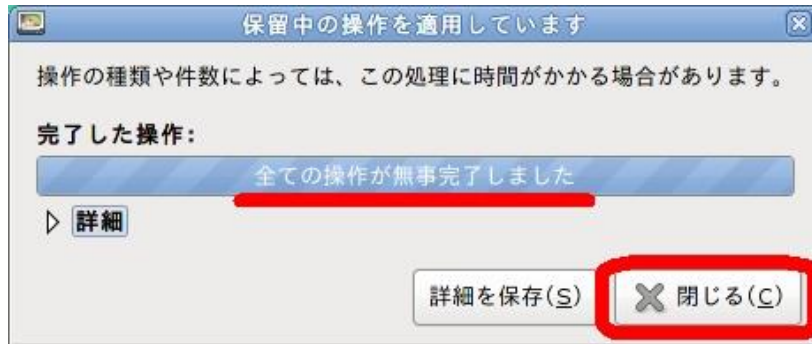 保留中の操作を適用しています
操作の種類や件数によっては、この処理に時間がかかる場合があります。
完了した操作:
全ての操作が無事完了しました
詳細
詳細を保存(S)
閉じる(C)